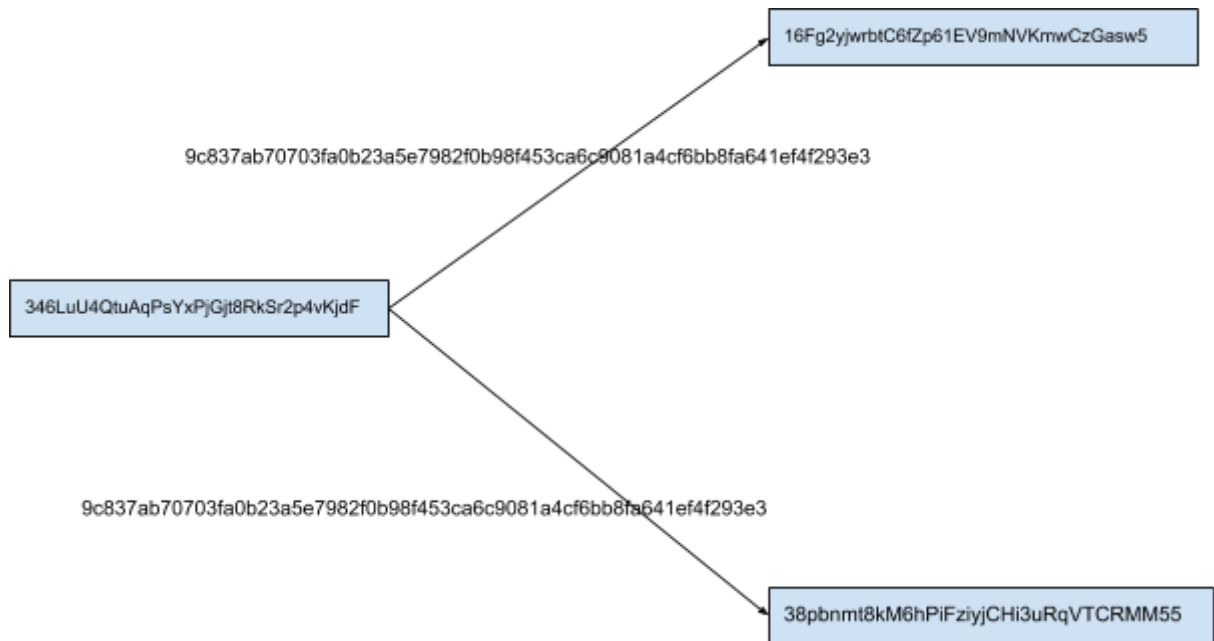 16Fg2yjwrbtC6fZp61EV9mNVKmwCzGasw5
9c837ab70703fa0b23a5e7982f0b98f453ca6c9081a4cf6bb8fa641ef4f293e3
346LuU4QtuAqPsYxPjGjt8RkSr2p4vKjdF
9c837ab70703fa0b23a5e7982f0b98f453ca6c9081a4cf6bb8fa641ef4f293e3
38pbnmt8kM6hPiFziyjCHi3uRqVTCRMM55